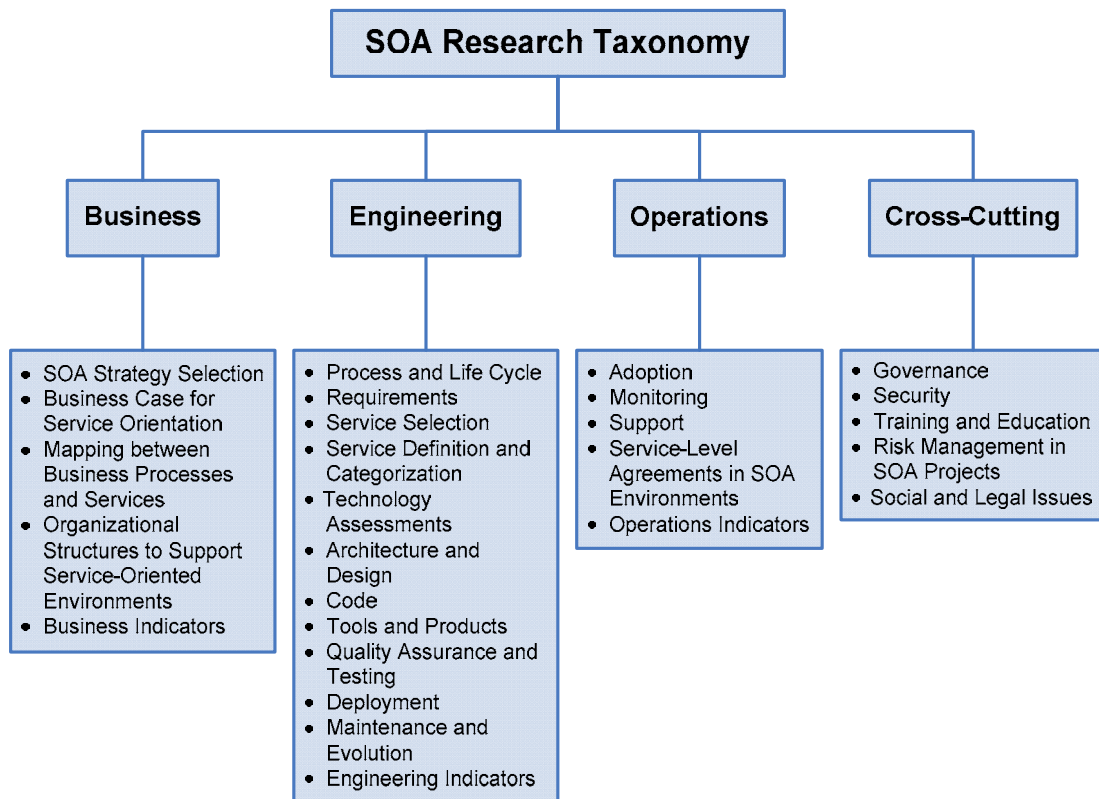 SOA Research Taxonomy
Business
Engineering
Operations
Cross-Cutting
• SOA Strategy Selection
• Business Case for
Service Orientation
• Mapping between
Business Processes
and Services
• Organizational
Structures to Support
Service-Oriented
Environments
• Business Indicators
• Process and Life Cycle
• Requirements
• Service Selection
• Service Definition and
Categorization
• Technology
Assessments
• Architecture and
Design
• Code
• Tools and Products
• Quality Assurance and
Testing
• Deployment
• Maintenance and
Evolution
• Engineering Indicators
• Adoption
• Monitoring
• Support
• Service-Level
Agreements in SOA
Environments
• Operations Indicators
• Governance
• Security
• Training and Education
• Risk Management in
SOA Projects
• Social and Legal Issues